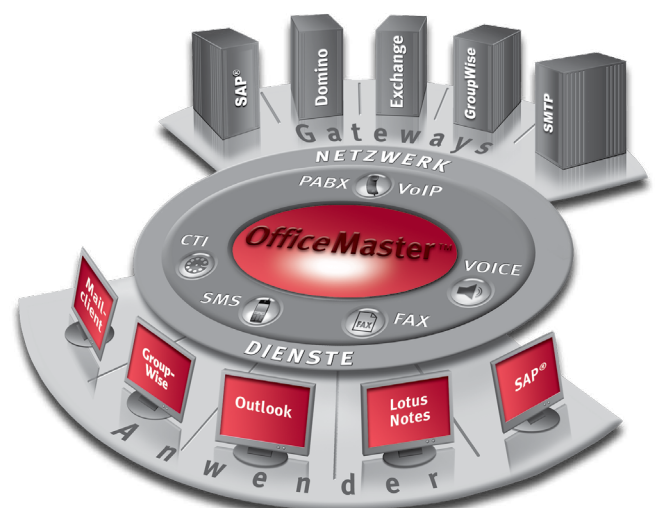 SAP®
Domino
Exchange
GroupWise
SMTP
Gateways
NETZWERK
PABX VoIP
OfficeMaster™
CTI
VOICE
SMS
FAX
FAX
DIENSTE
Mail-
client
Group-
Wise
Outlook
Lotus
Notes
SAP®
Anwender